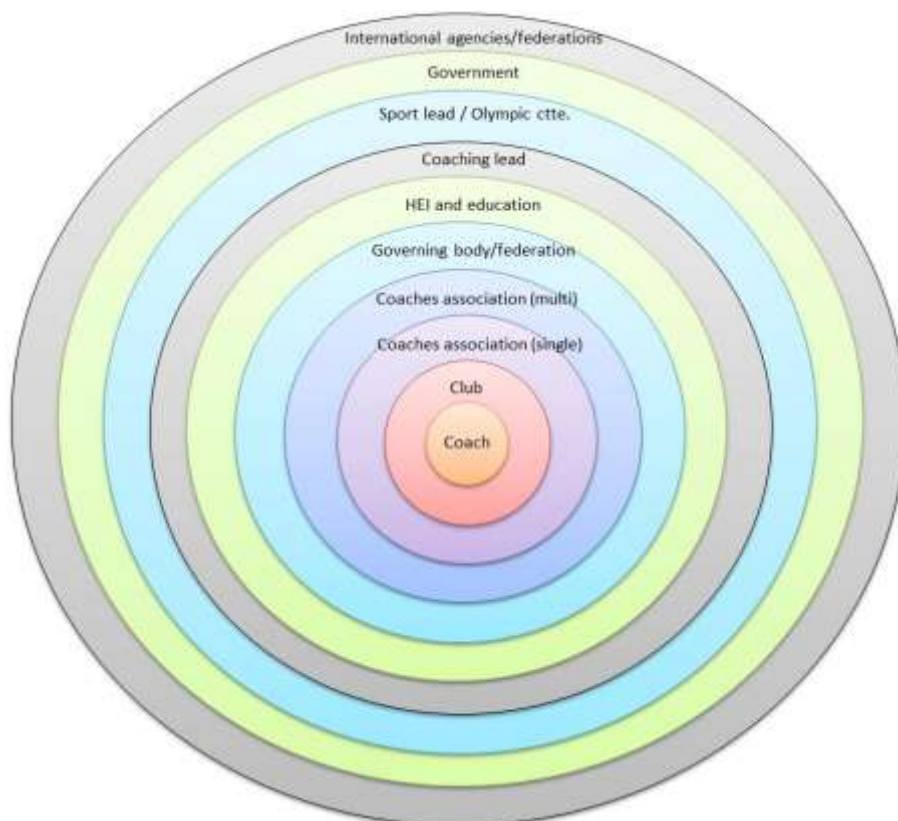 International agencies/federations
Government
Sport lead / Olympic ctte.
Coaching lead
HEI and education
Governing body/federation
Coaches association (multi)
Coaches association (single)
Club
Coach